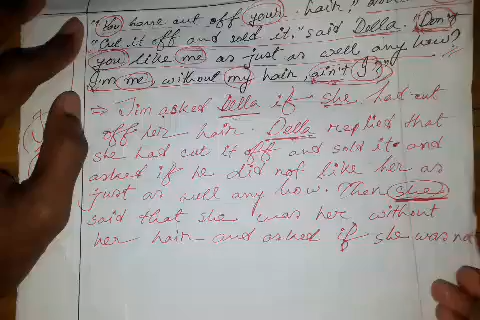 "You have cut off your hair,"
"Cut it off and sold it," said Della. "Don't
you like me as just as well any how?
I'm me without my hair, ain't I?"
⇒ Jim asked Della if she had cut
off her hair. Della replied that
she had cut it off and sold it and
asked if he did not like her as
just as well any how. Then she
said that she was her without
her hair and asked if she was not